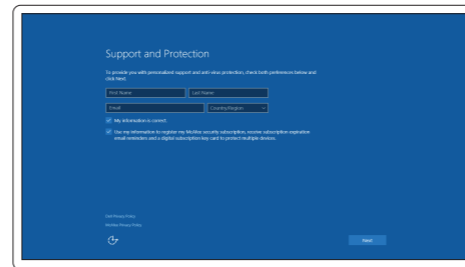 Support and Protection
To provide you with personalized support and anti-virus protection, check both preferences below and
click Next.
First Name Last Name
Email Country/Region
My information is correct.
Use my information to register my McAfee security subscription, receive subscription expiration
email reminders and a digital subscription key card to protect multiple devices.
Dell Privacy Policy
McAfee Privacy Policy
Next